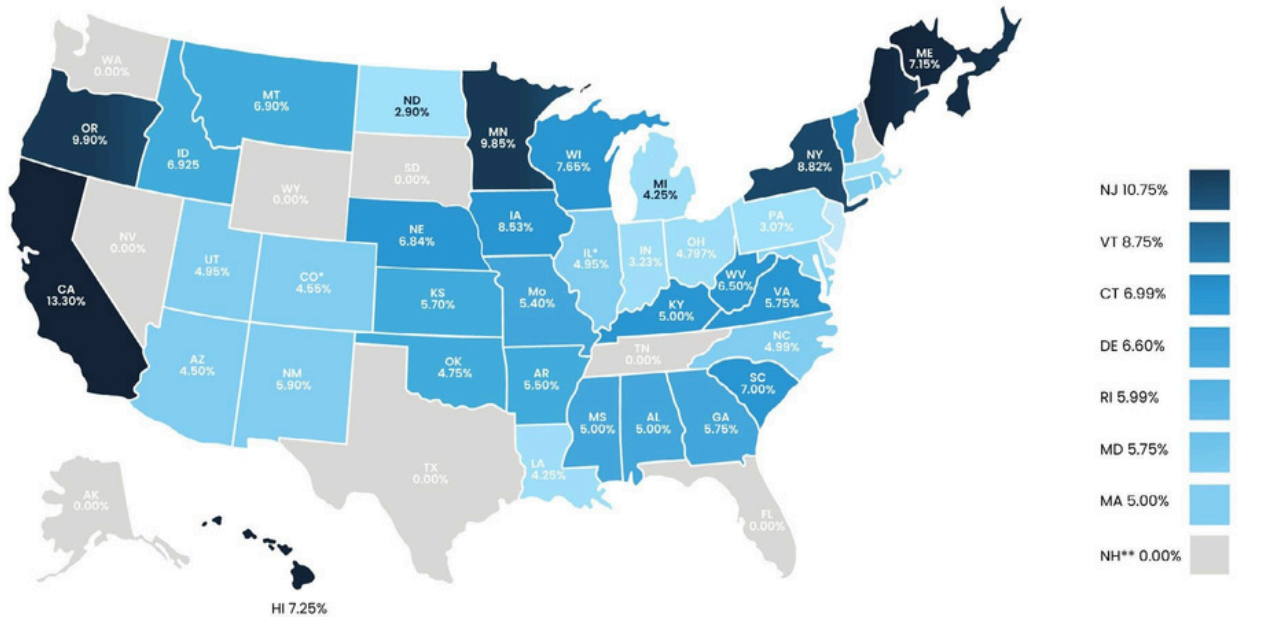 WA
0.00%
OR
9.90%
CA
13.30%
NV
0.00%
ID
6.925
MT
6.90%
WY
0.00%
UT
4.95%
CO*
4.55%
AZ
4.50%
NM
5.90%
ND
2.90%
SD
0.00%
NE
6.84%
KS
5.70%
OK
4.75%
TX
0.00%
MN
9.85%
IA
8.53%
Mo
5.40%
AR
5.50%
LA
4.25%
WI
7.65%
IL*
4.95%
MI
4.25%
IN
3.23%
OH
4.797%
KY
5.00%
TN
0.00%
MS
5.00%
AL
5.00%
GA
5.75%
FL
0.00%
SC
7.00%
NC
4.99%
VA
5.75%
WV
6.50%
PA
3.07%
NY
8.82%
ME
7.15%
AK
0.00%
HI 7.25%
NJ 10.75%
VT 8.75%
CT 6.99%
DE 6.60%
RI 5.99%
MD 5.75%
MA 5.00%
NH** 0.00%